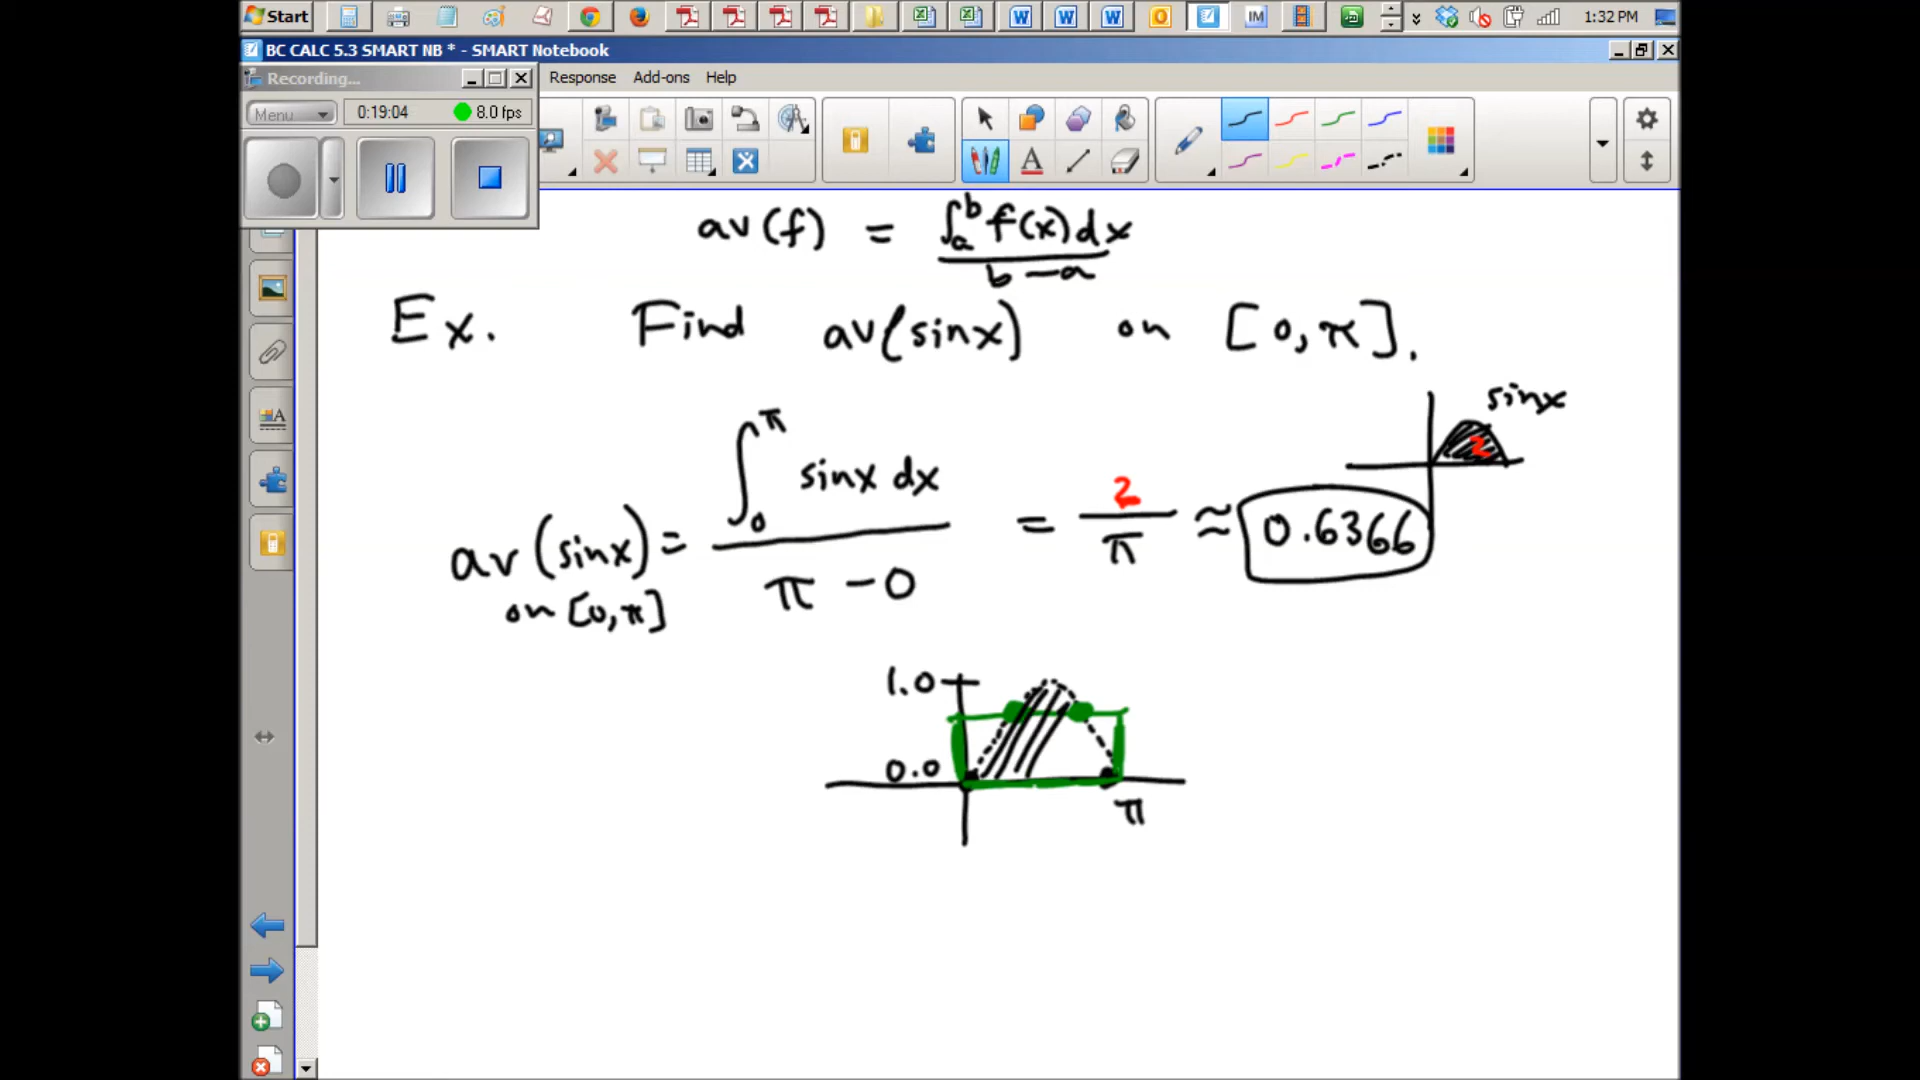 Start
1:32 PM
BC CALC 5.3 SMART NB * - SMART Notebook
Recording...
Response Add-ons Help
Menu 0:19:04 8.0 fps
av(f) = ∫_a^b f(x)dx / b-a
Ex. Find av(sinx) on [0,π].
sinx
2
av(sinx) = ∫_0^π sinx dx / π-0 = 2/π ≈ 0.6366
on [0,π]
1.0
0.0
π